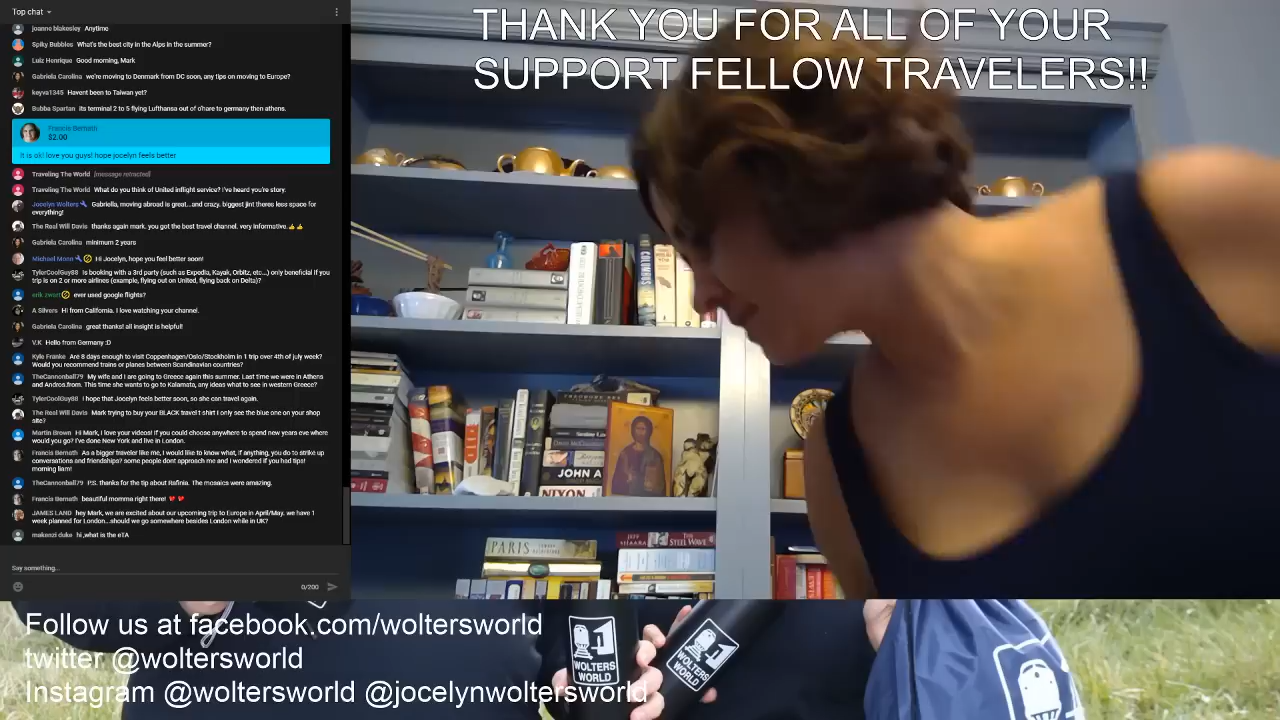 Top chat
joanne blakesley Anytime
Spiky Bubbles What's the best city in the Alps in the summer?
Luiz Henrique Good morning, Mark
Gabriela Carolina we're moving to Denmark from DC soon, any tips on moving to Europe?
keyva1345 Havent been to Taiwan yet?
Bubba Spartan its terminal 2 to 5 flying Lufthansa out of o'hare to germany then athens.
Francis Bernath
$2.00
It is ok! love you guys! hope jocelyn feels better
Traveling The World [message retracted]
Traveling The World What do you think of United inflight service? I've heard you're story.
Jocelyn Wolters Gabriella, moving abroad is great...and crazy. biggest jint theres less space for
everything!
The Real Will Davis thanks again mark. you got the best travel channel. very Informative.
Gabriela Carolina minimum 2 years
Michael Monn Hi Jocelyn, hope you feel better soon!
TylerCoolGuy88 Is booking with a 3rd party (such as Expedia, Kayak, Orbitz, etc...) only beneficial if you
trip is on 2 or more airlines (example, flying out on United, flying back on Delta)?
erik zwart ever used google flights?
A Silvers Hi from California, I love watching your channel.
Gabriela Carolina great thanks! all insight is helpful!
V.K Hello from Germany :D
Kyle Franke Are 8 days enough to visit Coppenhagen/Oslo/Stockholm in 1 trip over 4th of july week?
Would you recommend trains or planes between Scandinavian countries?
TheCannonball79 My wife and I are going to Greece again this summer. Last time we were in Athens
and Andros.from. This time she wants to go to Kalamata, any ideas what to see in western Greece?
TylerCoolGuy88 I hope that Jocelyn feels better soon, so she can travel again.
The Real Will Davis Mark trying to buy your BLACK travel t shirt I only see the blue one on your shop
site?
Martin Brown Hi Mark, I love your videos! If you could choose anywhere to spend new years eve where
would you go? I've done New York and live in London.
Francis Bernath As a bigger traveler like me, I would like to know what, if anything, you do to strike up
conversations and friendship? some people dont approach me and I wondered if you had tips!
morning liam!
TheCannonball79 P.S. thanks for the tip about Rafinia. The mosaics were amazing.
Francis Bernath beautiful momma right there!
JAMES LAND hey Mark, we are excited about our upcoming trip to Europe in April/May. we have 1
week planned for London...should we go somewhere besides London while in UK?
makenzi duke hi ,what is the eTA
Say something...
0/200
THANK YOU FOR ALL OF YOUR
SUPPORT FELLOW TRAVELERS!!
COLUMBUS
JOHN A
NIXON
PARIS
JEFF SHAARA
THE STEEL WAVE
Follow us at facebook.com/woltersworld
twitter @woltersworld
Instagram @woltersworld @jocelynwoltersworld
WOLTERS
WORLD
WOLTERS
WORLD